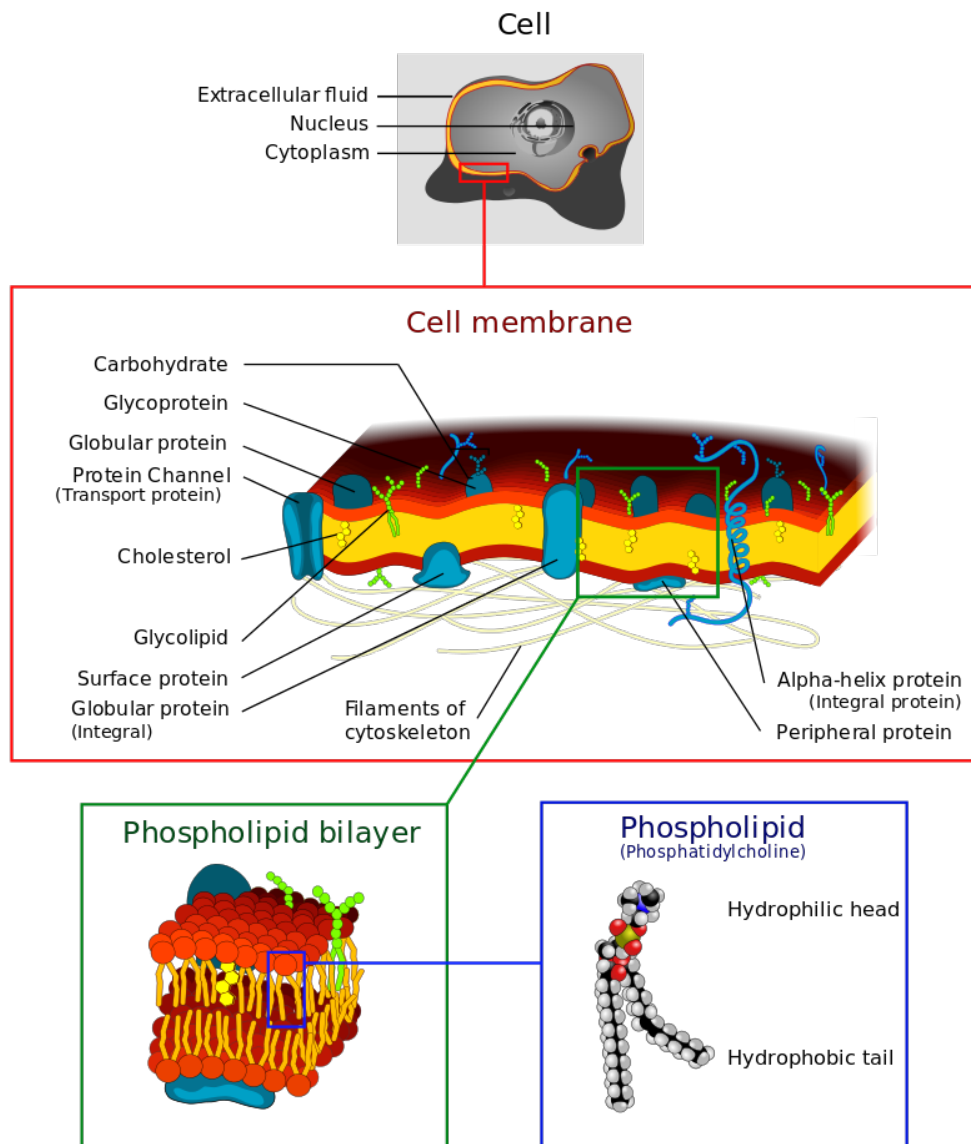 Cell
Extracellular fluid
Nucleus
Cytoplasm
Cell membrane
Carbohydrate
Glycoprotein
Globular protein
Protein Channel
(Transport protein)
Cholesterol
Glycolipid
Surface protein
Globular protein
(Integral)
Filaments of
cytoskeleton
Alpha-helix protein
(Integral protein)
Peripheral protein
Phospholipid bilayer
Phospholipid
(Phosphatidylcholine)
Hydrophilic head
Hydrophobic tail